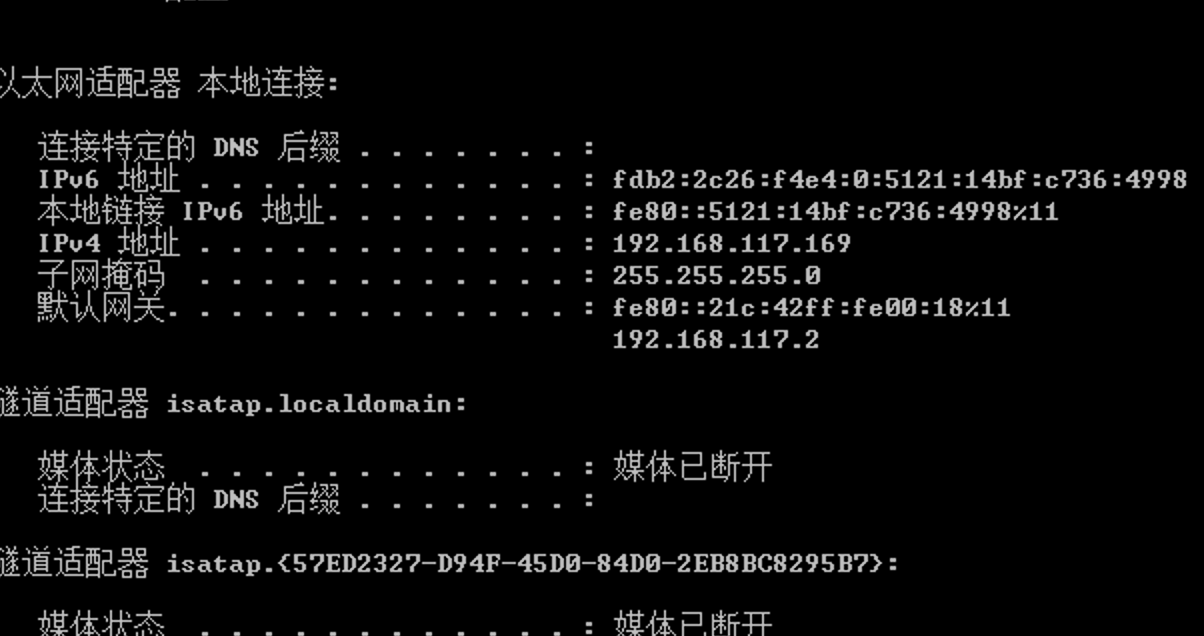 以太网适配器 本地连接:
连接特定的 DNS 后缀 . . . . . . . :
IPv6 地址 . . . . . . . . . . . . : fdb2:2c26:f4e4:0:5121:14bf:c736:4998
本地链接 IPv6 地址. . . . . . . . : fe80::5121:14bf:c736:4998%11
IPv4 地址 . . . . . . . . . . . . : 192.168.117.169
子网掩码  . . . . . . . . . . . . : 255.255.255.0
默认网关. . . . . . . . . . . . . : fe80::21c:42ff:fe00:18%11
192.168.117.2
隧道适配器 isatap.localdomain:
媒体状态  . . . . . . . . . . . . : 媒体已断开
连接特定的 DNS 后缀 . . . . . . . :
隧道适配器 isatap.{57ED2327-D94F-45D0-84D0-2EB8BC8295B7}:
媒体状态  . . . . . . . . . . . . : 媒体已断开